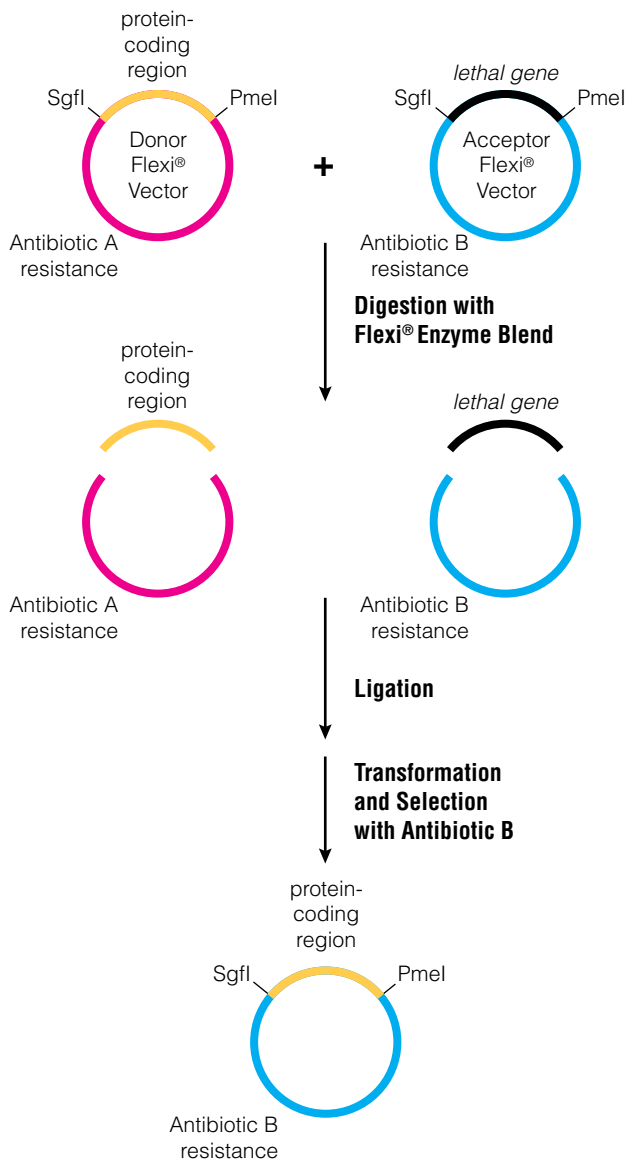 protein-
coding
region
SgfI
PmeI
Donor
Flexi®
Vector
Antibiotic A
resistance
+
lethal gene
SgfI
PmeI
Acceptor
Flexi®
Vector
Antibiotic B
resistance
Digestion with
Flexi® Enzyme Blend
protein-
coding
region
Antibiotic A
resistance
lethal gene
Antibiotic B
resistance
Ligation
Transformation
and Selection
with Antibiotic B
protein-
coding
region
SgfI
PmeI
Antibiotic B
resistance